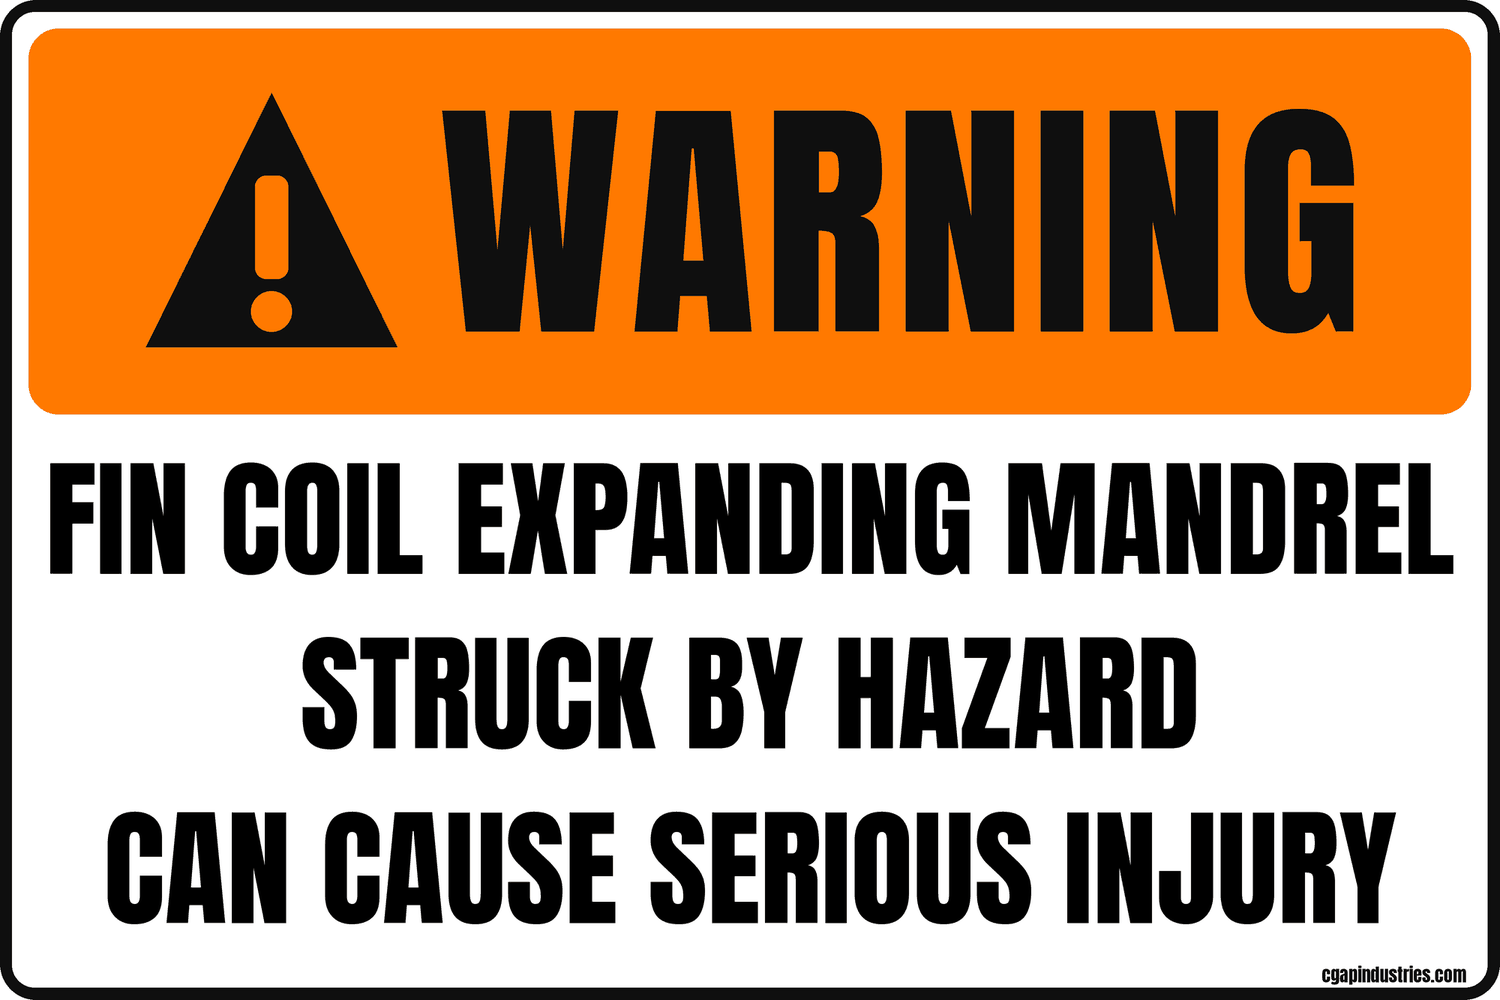 WARNING
FIN COIL EXPANDING MANDREL
STRUCK BY HAZARD
CAN CAUSE SERIOUS INJURY
cgapindustries.com